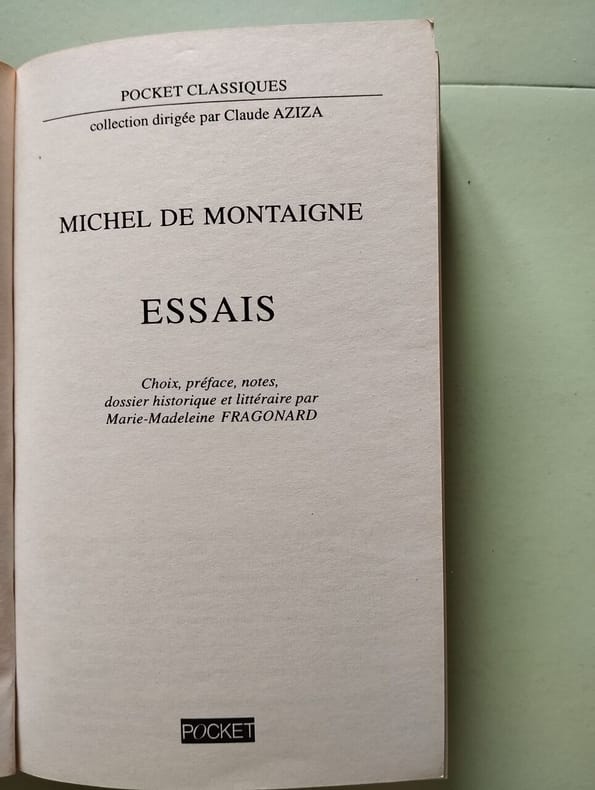 POCKET CLASSIQUES
collection dirigée par Claude AZIZA
MICHEL DE MONTAIGNE
ESSAIS
Choix, préface, notes,
dossier historique et littéraire par
Marie-Madeleine FRAGONARD
POCKET